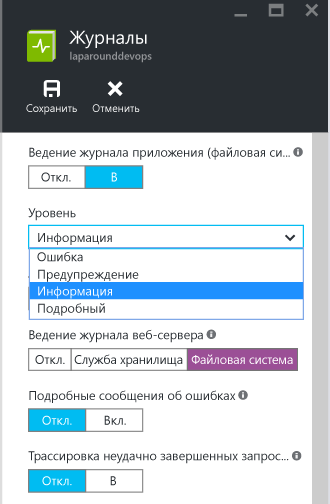 Журналы
laparounddevops
Сохранить Отменить
Ведение журнала приложения (файловая си...
Откл. В
Уровень
Информация
Ошибка
Предупреждение
Информация
Подробный
Ведение журнала веб-сервера
Откл. Служба хранилища Файловая система
Подробные сообщения об ошибках
Откл. Вкл.
Трассировка неудачно завершенных запрос...
Откл. В